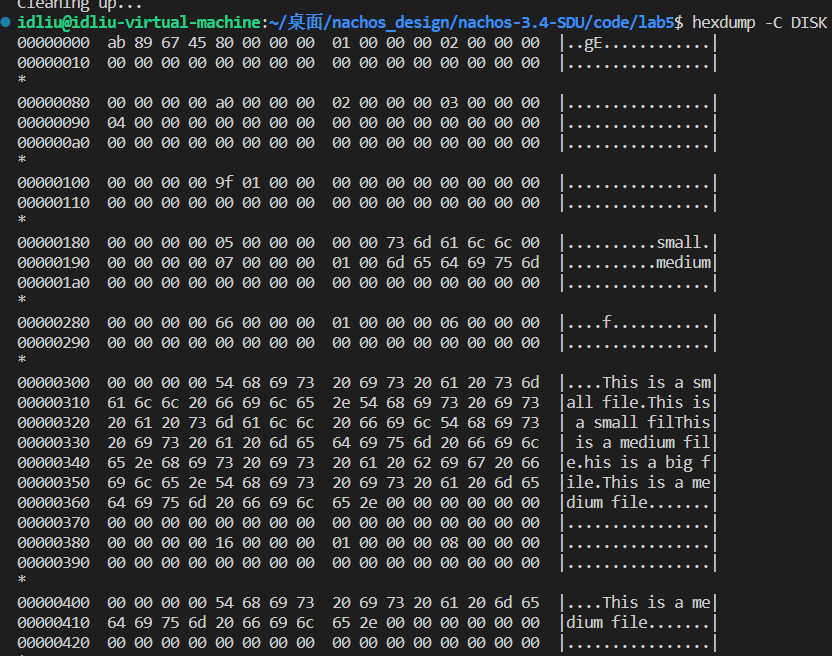 Cleaning up...
idliu@idliu-virtual-machine:~/桌面/nachos_design/nachos-3.4-SDU/code/lab5$ hexdump -C DISK
00000000  ab 89 67 45 80 00 00 00  01 00 00 00 02 00 00 00  |..gE............|
00000010  00 00 00 00 00 00 00 00  00 00 00 00 00 00 00 00  |................|
*
00000080  00 00 00 00 a0 00 00 00  02 00 00 00 03 00 00 00  |................|
00000090  04 00 00 00 00 00 00 00  00 00 00 00 00 00 00 00  |................|
000000a0  00 00 00 00 00 00 00 00  00 00 00 00 00 00 00 00  |................|
*
00000100  00 00 00 00 9f 01 00 00  00 00 00 00 00 00 00 00  |................|
00000110  00 00 00 00 00 00 00 00  00 00 00 00 00 00 00 00  |................|
*
00000180  00 00 00 00 05 00 00 00  00 00 73 6d 61 6c 6c 00  |..........small.|
00000190  00 00 00 00 07 00 00 00  01 00 6d 65 64 69 75 6d  |..........medium|
000001a0  00 00 00 00 00 00 00 00  00 00 00 00 00 00 00 00  |................|
*
00000280  00 00 00 00 66 00 00 00  01 00 00 00 06 00 00 00  |....f...........|
00000290  00 00 00 00 00 00 00 00  00 00 00 00 00 00 00 00  |................|
*
00000300  00 00 00 00 54 68 69 73  20 69 73 20 61 20 73 6d  |....This is a sm|
00000310  61 6c 6c 20 66 69 6c 65  2e 54 68 69 73 20 69 73  |all file.This is|
00000320  20 61 20 73 6d 61 6c 6c  20 66 69 6c 54 68 69 73  | a small filThis|
00000330  20 69 73 20 61 20 6d 65  64 69 75 6d 20 66 69 6c  | is a medium fil|
00000340  65 2e 68 69 73 20 69 73  20 61 20 62 69 67 20 66  |e.his is a big f|
00000350  69 6c 65 2e 54 68 69 73  20 69 73 20 61 20 6d 65  |ile.This is a me|
00000360  64 69 75 6d 20 66 69 6c  65 2e 00 00 00 00 00 00  |dium file.......|
00000370  00 00 00 00 00 00 00 00  00 00 00 00 00 00 00 00  |................|
00000380  00 00 00 00 16 00 00 00  01 00 00 00 08 00 00 00  |................|
00000390  00 00 00 00 00 00 00 00  00 00 00 00 00 00 00 00  |................|
*
00000400  00 00 00 00 54 68 69 73  20 69 73 20 61 20 6d 65  |....This is a me|
00000410  64 69 75 6d 20 66 69 6c  65 2e 00 00 00 00 00 00  |dium file.......|
00000420  00 00 00 00 00 00 00 00  00 00 00 00 00 00 00 00  |................|